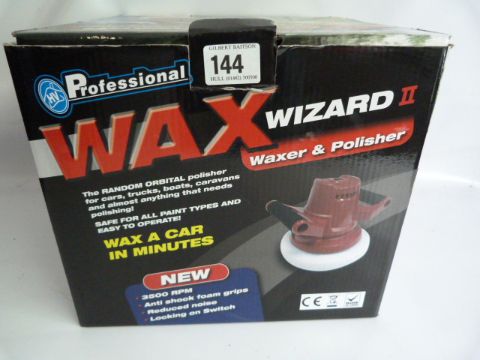 Professional
GILBERT BAITSON
144
HULL (01482) 500500
WAX
WIZARD II
Waxer & Polisher
The RANDOM ORBITAL polisher
for cars, trucks, boats, caravans
and almost anything that needs
polishing!
SAFE FOR ALL PAINT TYPES AND
EASY TO OPERATE!
WAX A CAR
IN MINUTES
NEW
3500 RPM
Anti shock foam grips
Reduced noise
Locking on Switch
CE